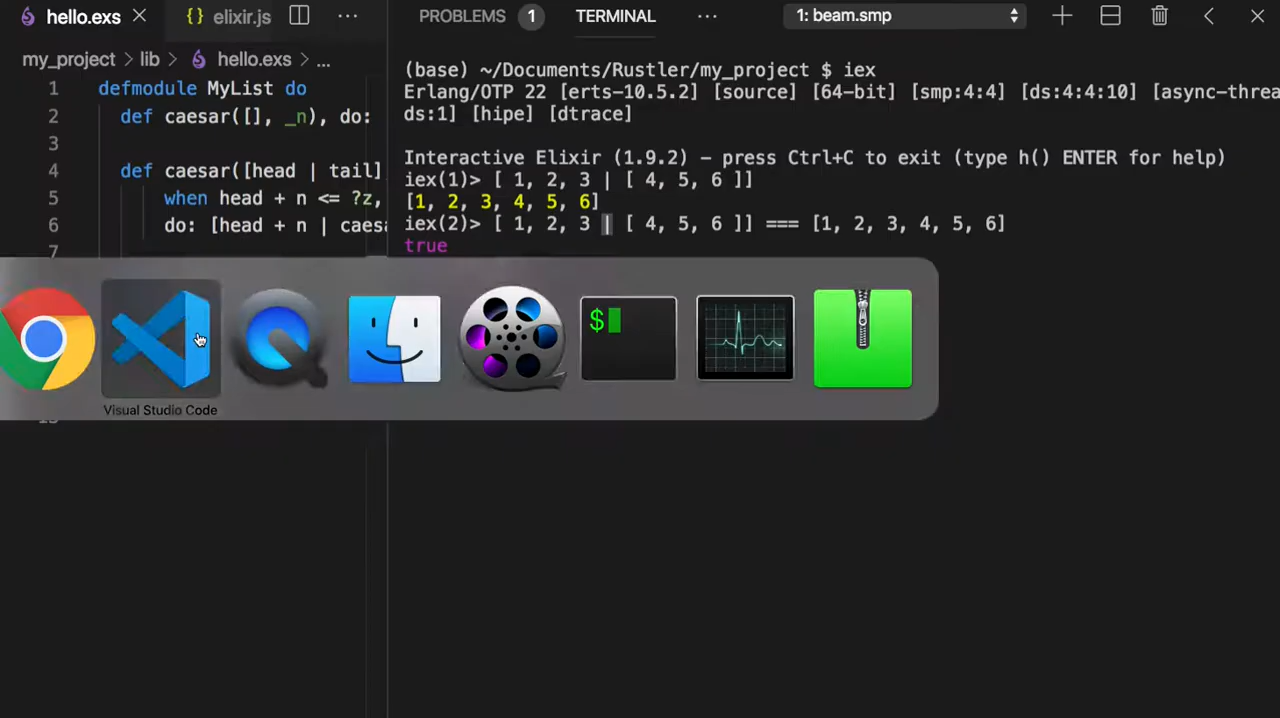 hello.exs
elixir.js
···
PROBLEMS 1 TERMINAL ···
1: beam.smp
my_project > lib > hello.exs > ...
1 defmodule MyList do
2 def caesar([], _n), do:
3
4 def caesar([head | tail]
5 when head + n <= ?z,
6 do: [head + n | caes
7
(base) ~/Documents/Rustler/my_project $ iex
Erlang/OTP 22 [erts-10.5.2] [source] [64-bit] [smp:4:4] [ds:4:4:10] [async-threa
ds:1] [hipe] [dtrace]
Interactive Elixir (1.9.2) – press Ctrl+C to exit (type h() ENTER for help)
iex(1)> [ 1, 2, 3 | [ 4, 5, 6 ]]
[1, 2, 3, 4, 5, 6]
iex(2)> [ 1, 2, 3 | [ 4, 5, 6 ]] === [1, 2, 3, 4, 5, 6]
true
$
Visual Studio Code